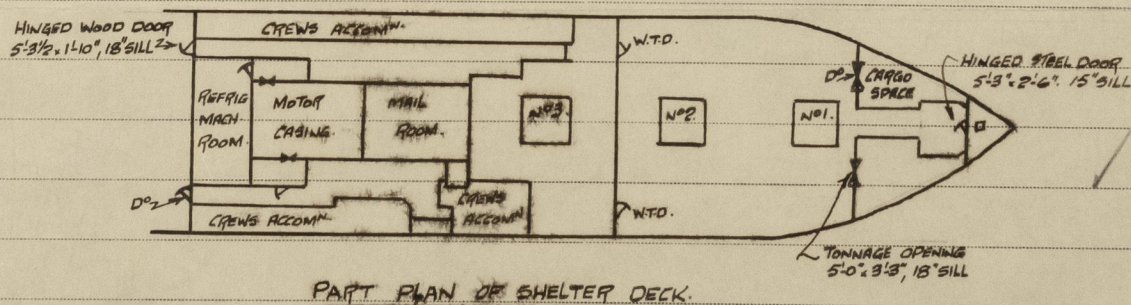 HINGED WOOD DOOR
5'-3½" x 1'-10", 18" SILL
CREWS ACCOMᴺ.
W.T.D.
HINGED STEEL DOOR
5'-3" x 2'-6". 15" SILL
Dº
CARGO
SPACE
REFRIG
MACH
ROOM.
MOTOR
CASING.
MAIL
ROOM.
Nº3.
Nº2.
Nº1.
Dº
CREWS ACCOMᴺ.
CREWS
ACCOMᴺ
W.T.D.
TONNAGE OPENING
5'-0" x 3'-3", 18" SILL
PART PLAN OF SHELTER DECK.